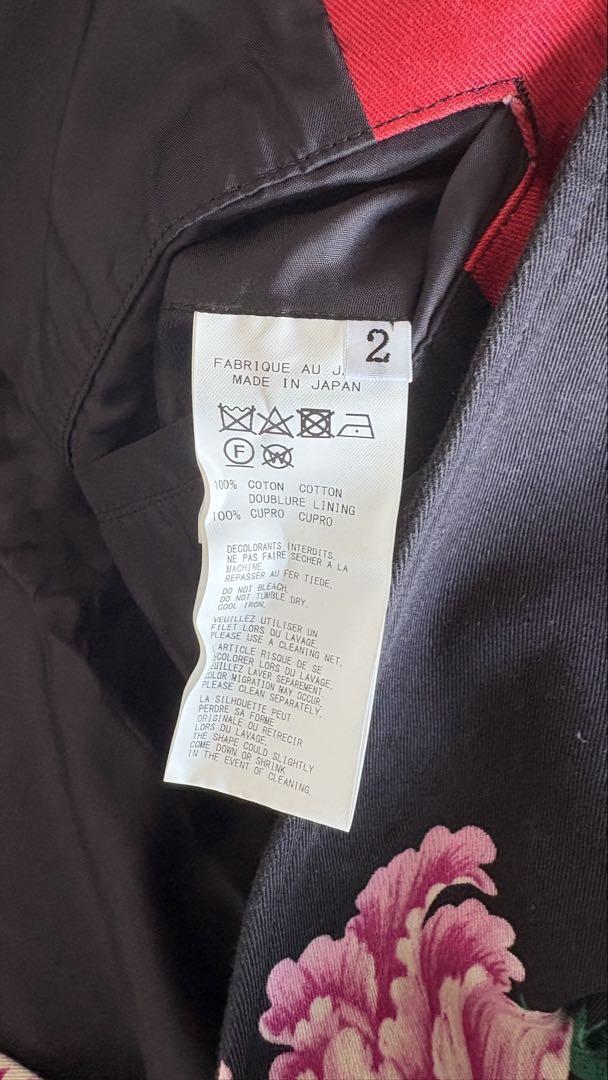 2
FABRIQUE AU J
MADE IN JAPAN
F
W
100% COTON COTTON
DOUBLURE LINING
100% CUPRO CUPRO
DECOLORANTS INTERDITS.
NE PAS FAIRE SECHER A LA
MACHINE
REPASSER AU FER TIEDE.
DO NOT BLEACH.
DO NOT TUMBLE DRY.
COOL IRON.
VEUILLEZ UTILISER UN
FILET LORS DU LAVAGE.
PLEASE USE A CLEANING NET.
ARTICLE RISQUE DE SE
ECOLORER LORS DU LAVAGE,
EUILLEZ LAVER SEPAREMENT.
COLOR MIGRATION MAY OCCUR.
PLEASE CLEAN SEPARATELY.
LA SILHOUETTE PEUT
PERDRE SA FORME
ORIGINALE OU RETRECIR
LORS DU LAVAGE.
THE SHAPE COULD SLIGHTLY
COME DOWN OR SHRINK
IN THE EVENT OF CLEANING.